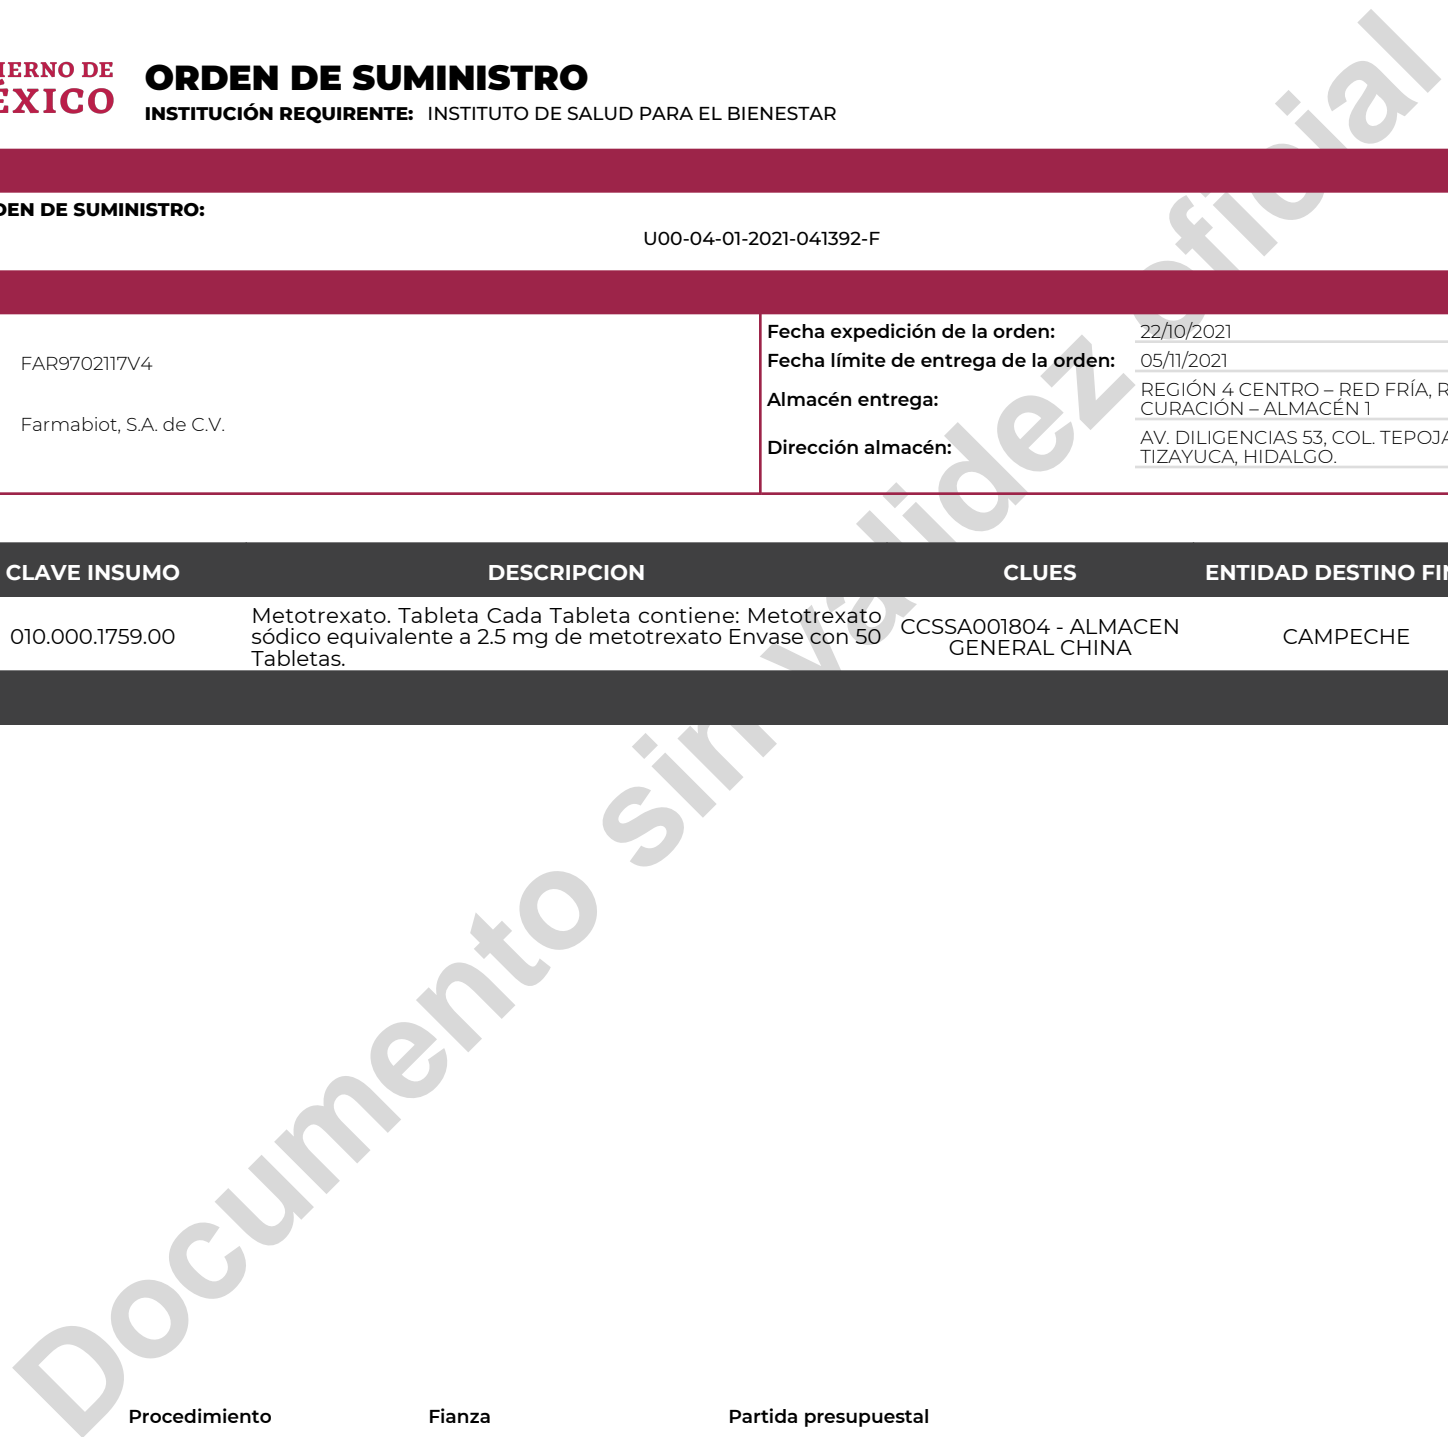 IERNO DE
ÉXICO
ORDEN DE SUMINISTRO
INSTITUCIÓN REQUIRENTE: INSTITUTO DE SALUD PARA EL BIENESTAR
DEN DE SUMINISTRO:
U00-04-01-2021-041392-F
FAR9702117V4
Farmabiot, S.A. de C.V.
Fecha expedición de la orden: 22/10/2021
Fecha límite de entrega de la orden: 05/11/2021
Almacén entrega: REGIÓN 4 CENTRO – RED FRÍA, R
CURACIÓN – ALMACÉN 1
Dirección almacén: AV. DILIGENCIAS 53, COL. TEPOJA
TIZAYUCA, HIDALGO.
CLAVE INSUMO DESCRIPCION CLUES ENTIDAD DESTINO FIN
010.000.1759.00
Metotrexato. Tableta Cada Tableta contiene: Metotrexato
sódico equivalente a 2.5 mg de metotrexato Envase con 50
Tabletas.
CCSSA001804 - ALMACEN
GENERAL CHINA
CAMPECHE
Documento sin validez oficial
Procedimiento Fianza Partida presupuestal